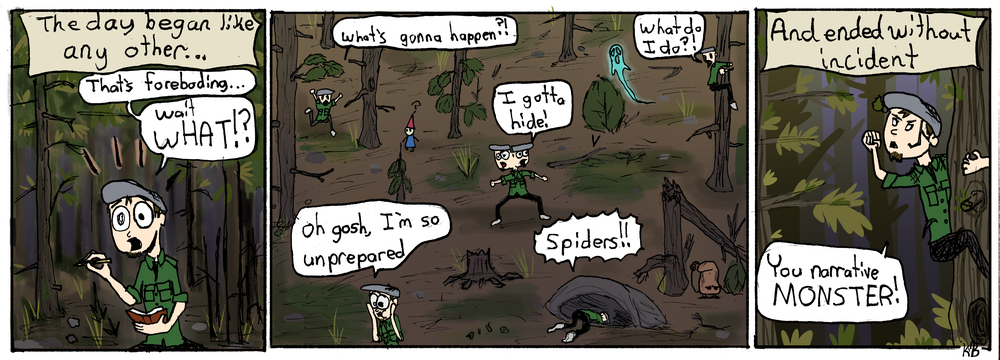 The day began like
any other...
That's foreboding...
wait
WHAT!?
What's gonna happen?!
What do
I do?!
I gotta
hide!
Oh gosh, I'm so
unprepared
Spiders!!
And ended without
incident
You narrative
MONSTER!